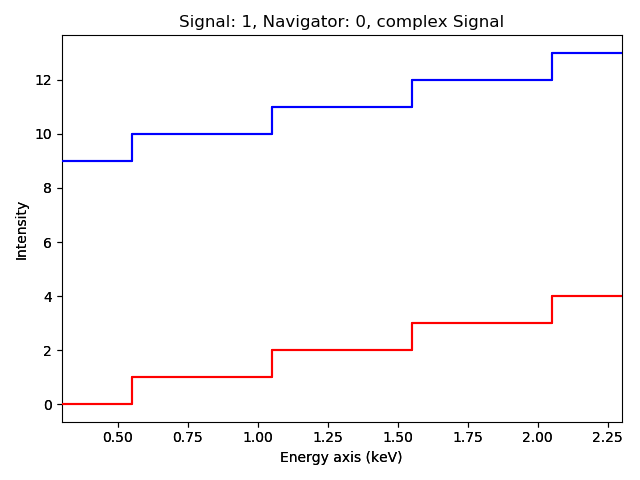 Signal: 1, Navigator: 0, complex Signal
12
10
8
6
4
2
0
Intensity
0.50 0.75 1.00 1.25 1.50 1.75 2.00 2.25
Energy axis (keV)